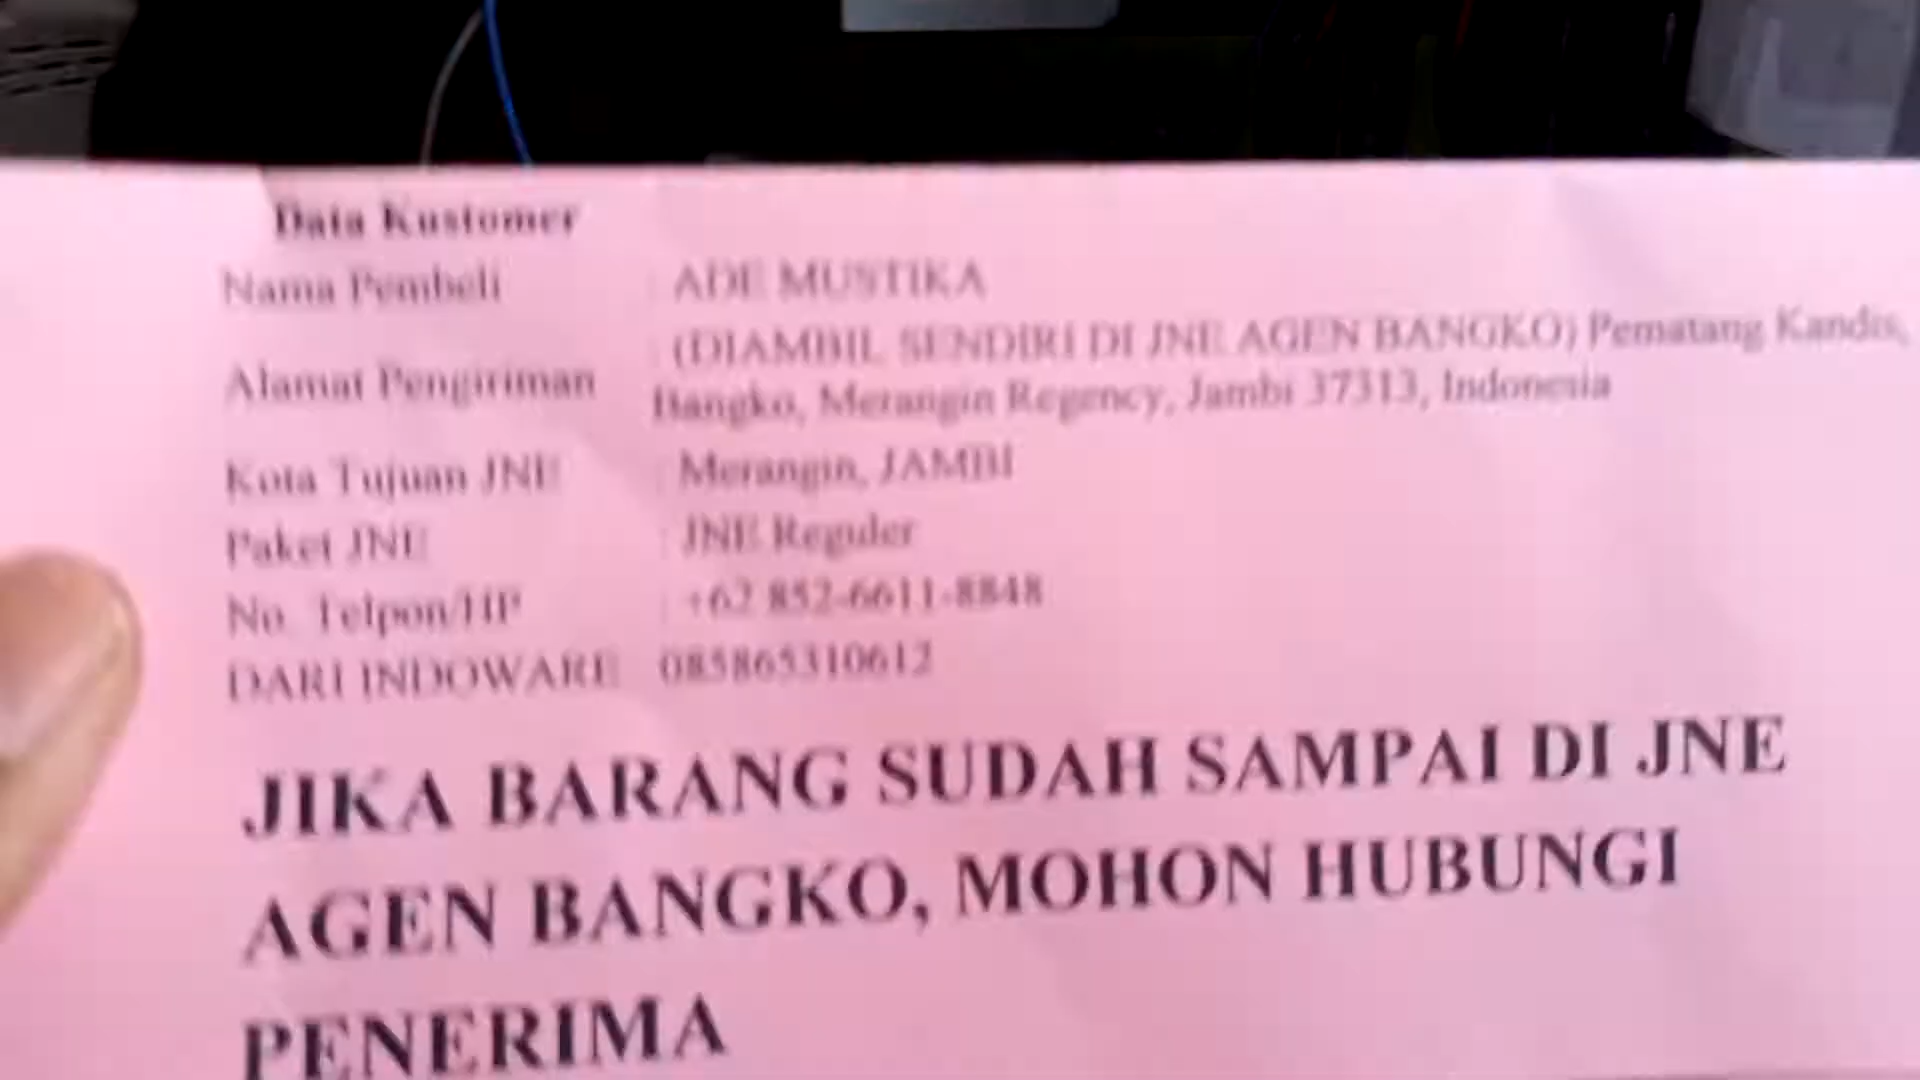 Data Kustomer
Nama Pembeli : ADE MUSTIKA
Alamat Pengiriman : (DIAMBIL SENDIRI DI JNE AGEN BANGKO) Pematang Kandis,
Bangko, Merangin Regency, Jambi 37313, Indonesia
Kota Tujuan JNE : Merangin, JAMBI
Paket JNE : JNE Reguler
No. Telpon/HP : +62 852-6611-8848
DARI INDOWARE 085865310612
JIKA BARANG SUDAH SAMPAI DI JNE
AGEN BANGKO, MOHON HUBUNGI
PENERIMA